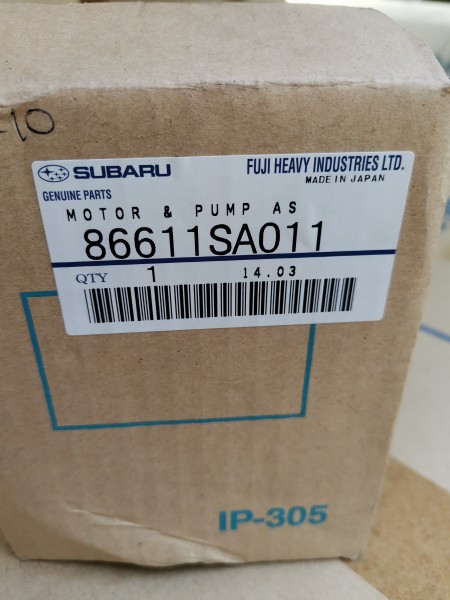 -10
SUBARU
FUJI HEAVY INDUSTRIES LTD.
MADE IN JAPAN
GENUINE PARTS
MOTOR & PUMP AS
86611SA011
QTY 1 14.03
IP-305